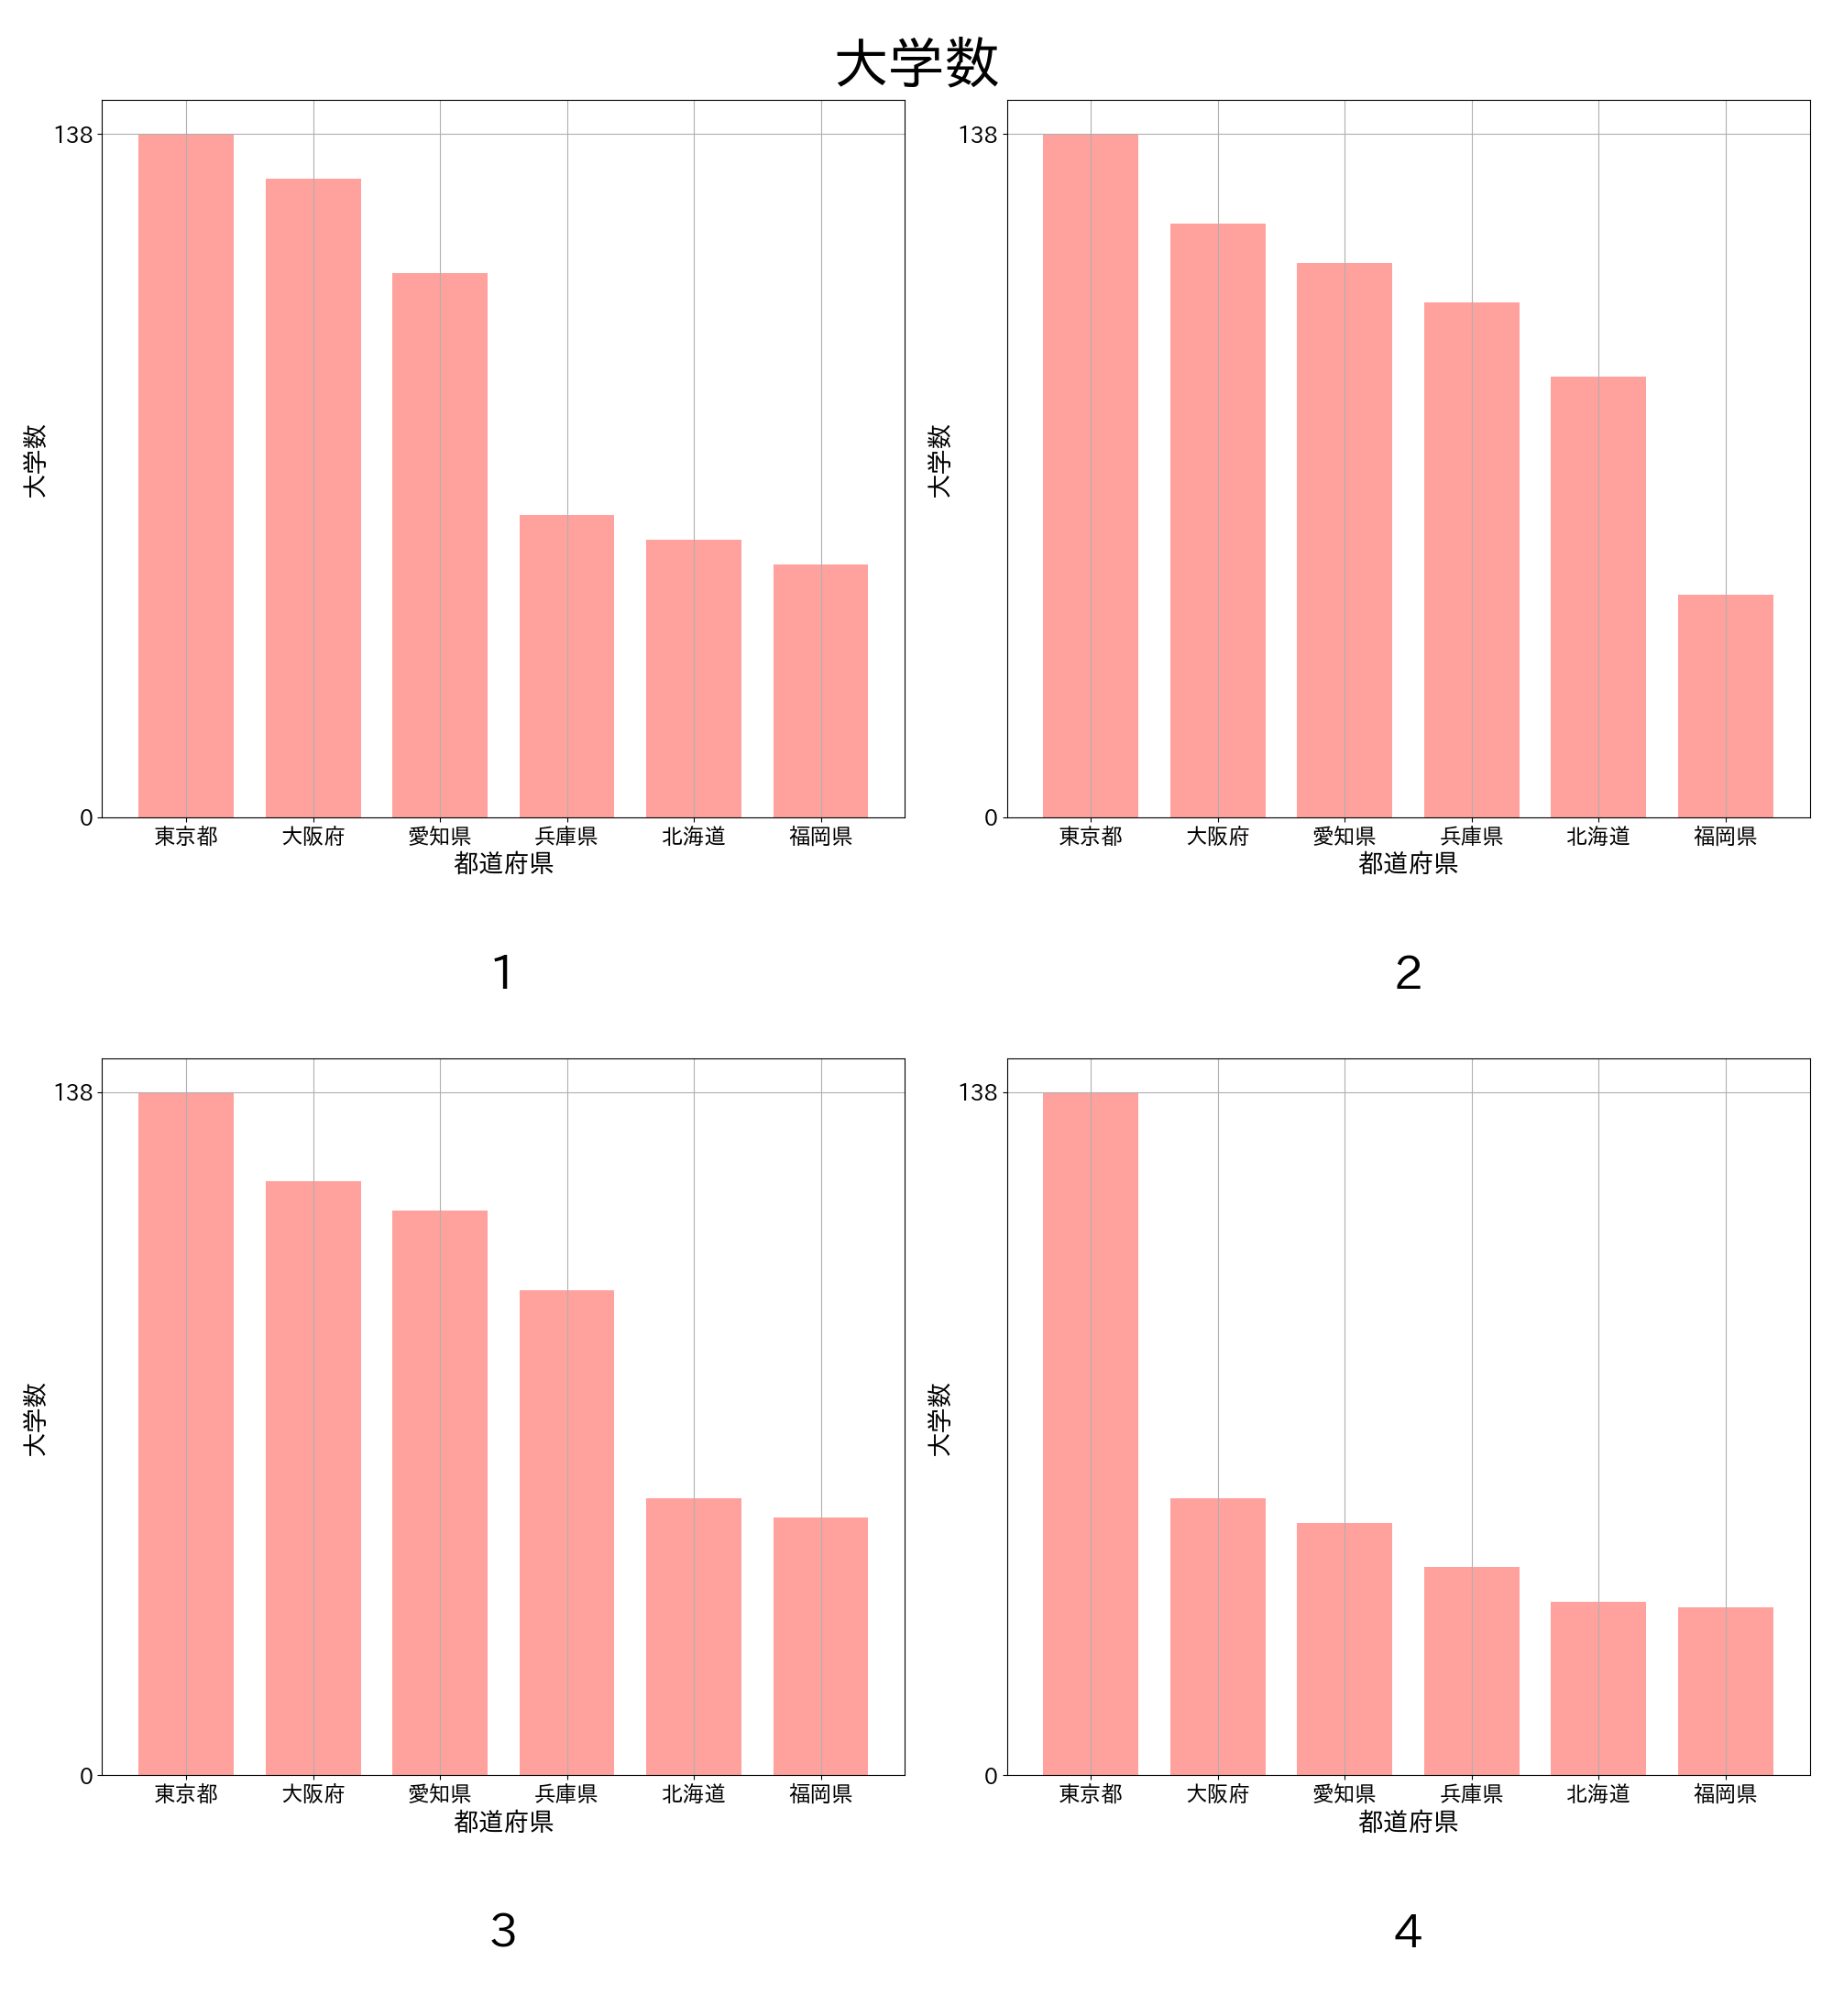 大学数
138
0
大学数
東京都 大阪府 愛知県 兵庫県 北海道 福岡県
都道府県
1
138
0
大学数
東京都 大阪府 愛知県 兵庫県 北海道 福岡県
都道府県
2
138
0
大学数
東京都 大阪府 愛知県 兵庫県 北海道 福岡県
都道府県
3
138
0
大学数
東京都 大阪府 愛知県 兵庫県 北海道 福岡県
都道府県
4